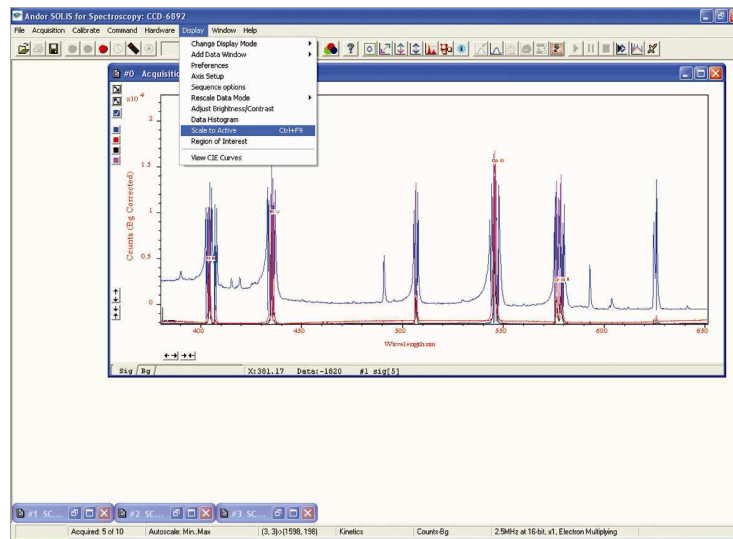 Andor SOLIS for Spectroscopy: CCD-6892
File Acquisition Calibrate Command Hardware Display Window Help
Change Display Mode
Add Data Window
Preferences
Axis Setup
Sequence options
Rescale Data Mode
Adjust Brightness/Contrast
Data Histogram
Scale to Active Ctrl+F9
Region of Interest
View CIE Curves
#0 Acquisitio
x10 4
2
1.5
1
0.5
0
Counts (Bg Corrected)
400 450 500 550 600 650
Wavelength nm
Sig Bg X:381.17 Data:-1820 #1 sig[5]
#1 SC... #2 SC... #3 SC...
Acquired: 5 of 10 Autoscale: Min..Max (3, 3)->(1598, 198) Kinetics Counts-Bg 2.5MHz at 16-bit, x1, Electron Multiplying